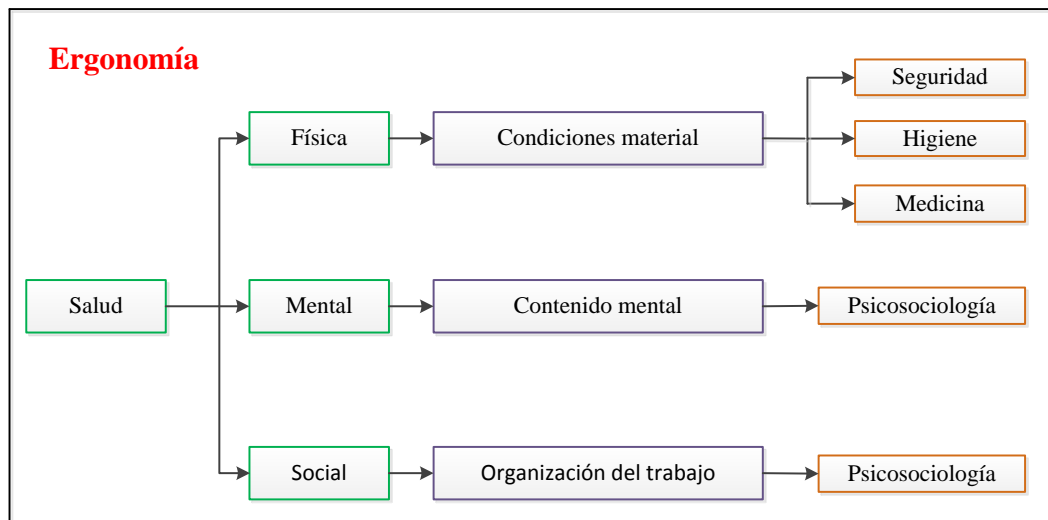 Ergonomía
Seguridad
Física
Condiciones material
Higiene
Medicina
Salud
Mental
Contenido mental
Psicosociología
Social
Organización del trabajo
Psicosociología